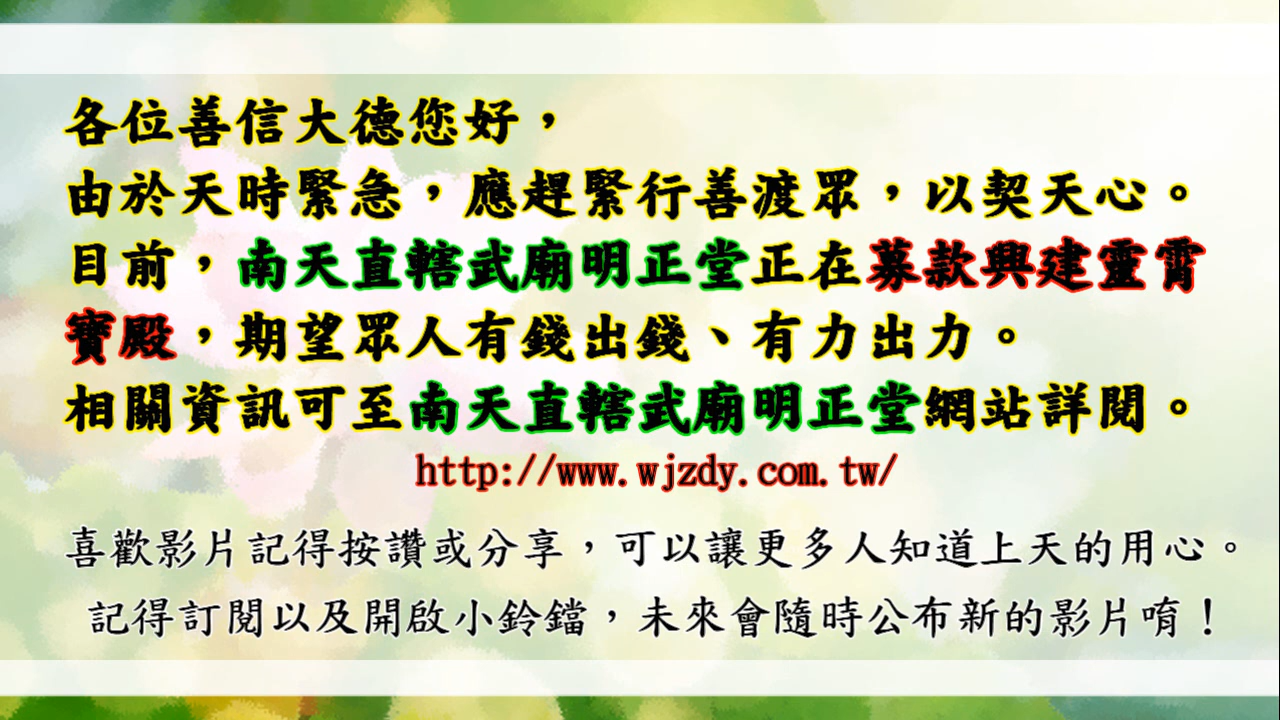 各位善信大德您好，
由於天時緊急，應趕緊行善渡眾，以契天心。
目前，南天直轄武廟明正堂正在募款興建靈霄
寶殿，期望眾人有錢出錢、有力出力。
相關資訊可至南天直轄武廟明正堂網站詳閱。
http://www.wjzdy.com.tw/
喜歡影片記得按讚或分享，可以讓更多人知道上天的用心。
記得訂閱以及開啟小鈴鐺，未來會隨時公布新的影片唷！